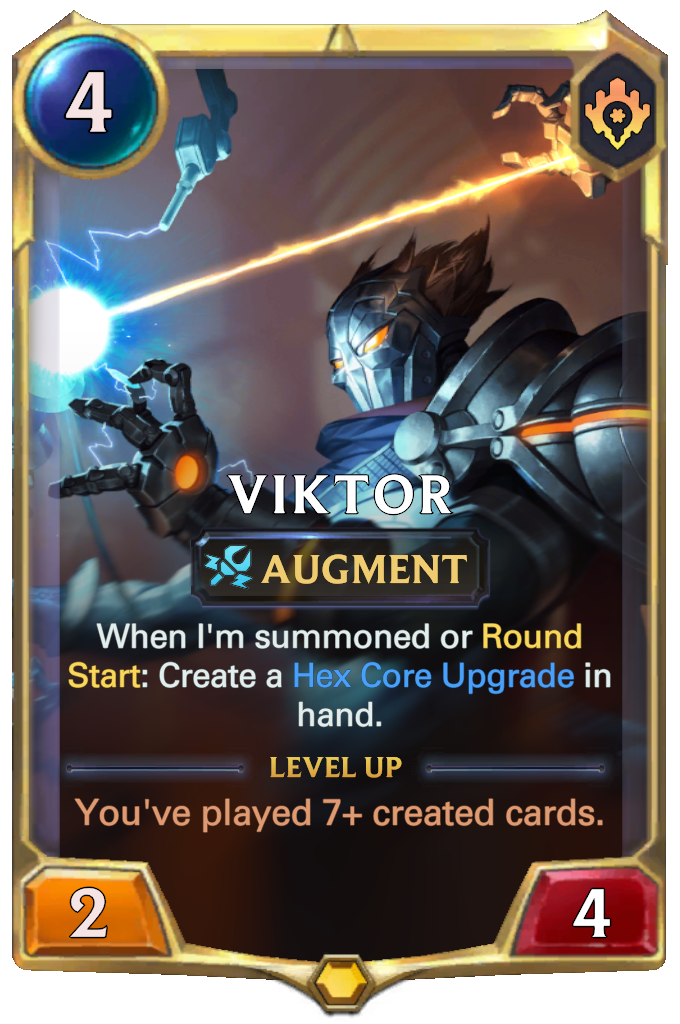 4
VIKTOR
AUGMENT
When I'm summoned or Round
Start: Create a Hex Core Upgrade in
hand.
LEVEL UP
You've played 7+ created cards.
2
4